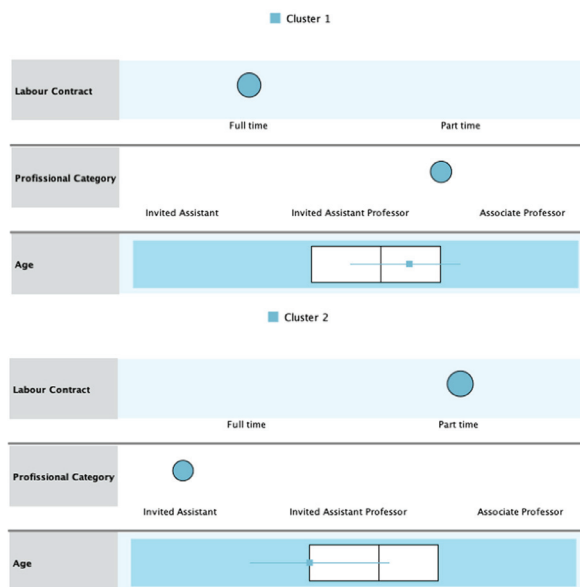 Cluster 1
Labour Contract
Full time Part time
Profissional Category
Invited Assistant Invited Assistant Professor Associate Professor
Age
Cluster 2
Labour Contract
Full time Part time
Profissional Category
Invited Assistant Invited Assistant Professor Associate Professor
Age